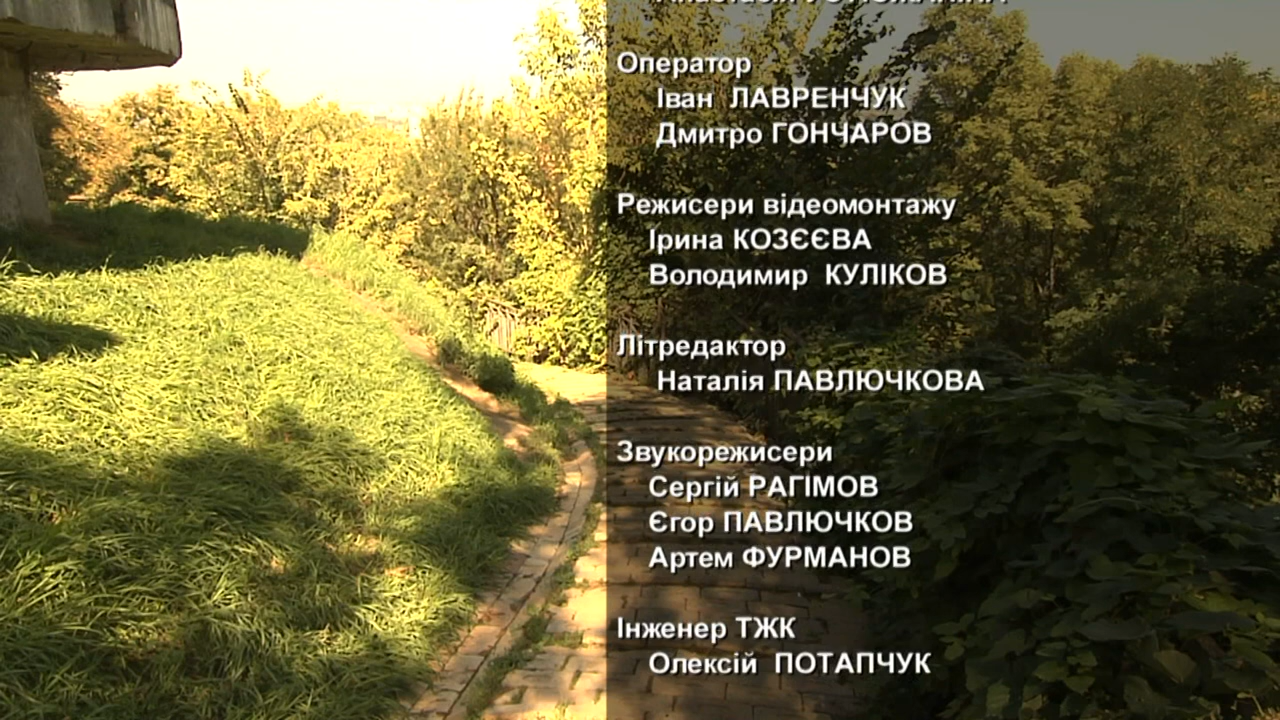 Оператор
Іван ЛАВРЕНЧУК
Дмитро ГОНЧАРОВ
Режисери відеомонтажу
Ірина КОЗЄЄВА
Володимир КУЛІКОВ
Літредактор
Наталія ПАВЛЮЧКОВА
Звукорежисери
Сергій РАГІМОВ
Єгор ПАВЛЮЧКОВ
Артем ФУРМАНОВ
Інженер ТЖК
Олексій ПОТАПЧУК